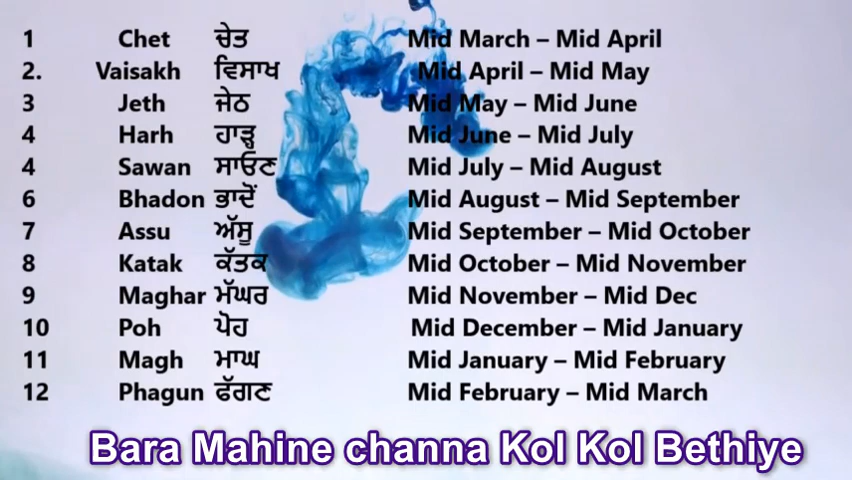 1 Chet ਚੇਤ Mid March – Mid April
2. Vaisakh ਵਿਸਾਖ Mid April – Mid May
3 Jeth ਜੇਠ Mid May – Mid June
4 Harh ਹਾੜ੍ਹ Mid June – Mid July
4 Sawan ਸਾਓਣ Mid July – Mid August
6 Bhadon ਭਾਦੋਂ Mid August – Mid September
7 Assu ਅੱਸੂ Mid September – Mid October
8 Katak ਕੱਤਕ Mid October – Mid November
9 Maghar ਮੱਘਰ Mid November – Mid Dec
10 Poh ਪੋਹ Mid December – Mid January
11 Magh ਮਾਘ Mid January – Mid February
12 Phagun ਫੱਗਣ Mid February – Mid March
Bara Mahine channa Kol Kol Bethiye